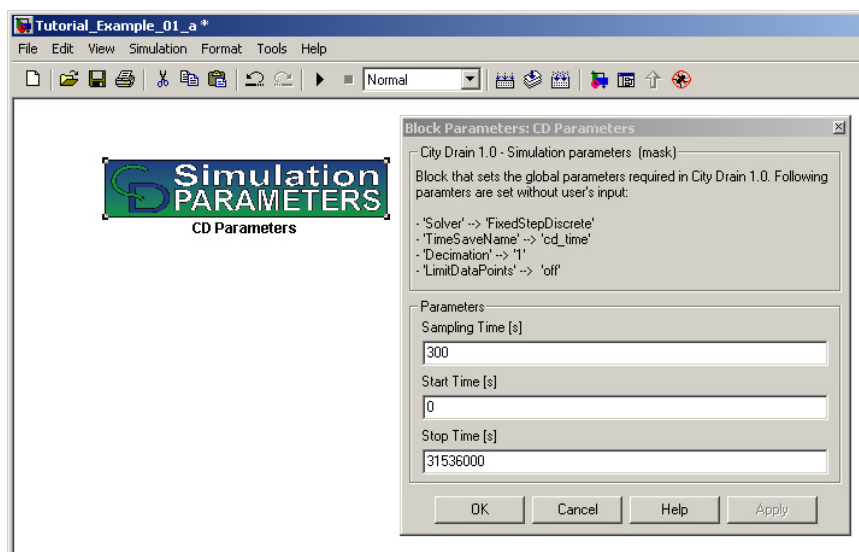 Tutorial_Example_01_a *
File Edit View Simulation Format Tools Help
Normal
Simulation
PARAMETERS
CD Parameters
Block Parameters: CD Parameters
City Drain 1.0 - Simulation parameters (mask)
Block that sets the global parameters required in City Drain 1.0. Following
paramters are set without user's input:
- 'Solver' --> 'FixedStepDiscrete'
- 'TimeSaveName' --> 'cd_time'
- 'Decimation' --> '1'
- 'LimitDataPoints' --> 'off'
Parameters
Sampling Time [s]
300
Start Time [s]
0
Stop Time [s]
31536000
OK Cancel Help Apply